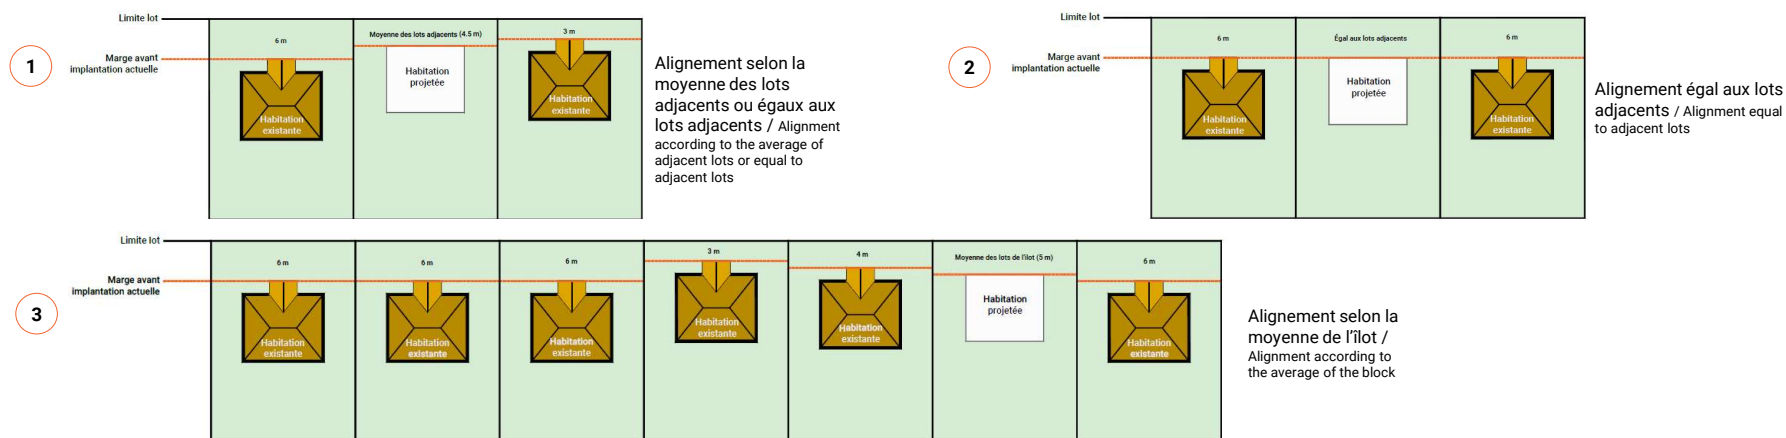 1
Limite lot
Marge avant
implantation actuelle
6 m
Moyenne des lots adjacents (4.5 m)
3 m
Habitation
existante
Habitation
projetée
Habitation
existante
Alignement selon la
moyenne des lots
adjacents ou égaux aux
lots adjacents / Alignment
according to the average of
adjacent lots or equal to
adjacent lots
2
Limite lot
Marge avant
implantation actuelle
6 m
Égal aux lots adjacents
6 m
Habitation
existante
Habitation
projetée
Habitation
existante
Alignement égal aux lots
adjacents / Alignment equal
to adjacent lots
3
Limite lot
Marge avant
implantation actuelle
6 m
6 m
6 m
3 m
4 m
Moyenne des lots de l'îlot (5 m)
6 m
Habitation
existante
Habitation
existante
Habitation
existante
Habitation
existante
Habitation
existante
Habitation
projetée
Habitation
existante
Alignement selon la
moyenne de l'îlot /
Alignment according to
the average of the block